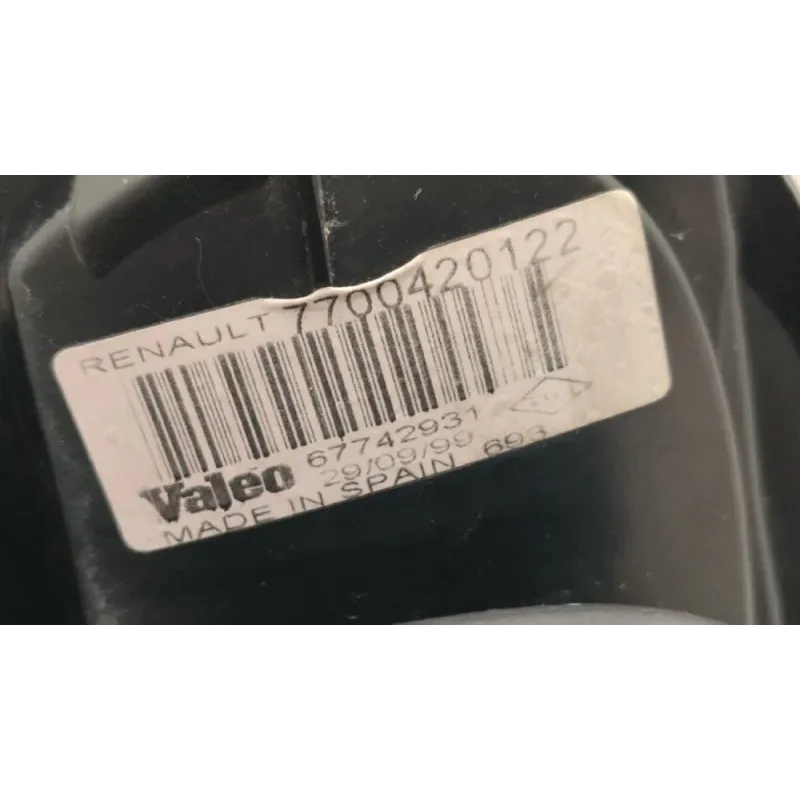 RENAULT 7700420122
67742931
Valeo 29/09/99
MADE IN SPAIN 693